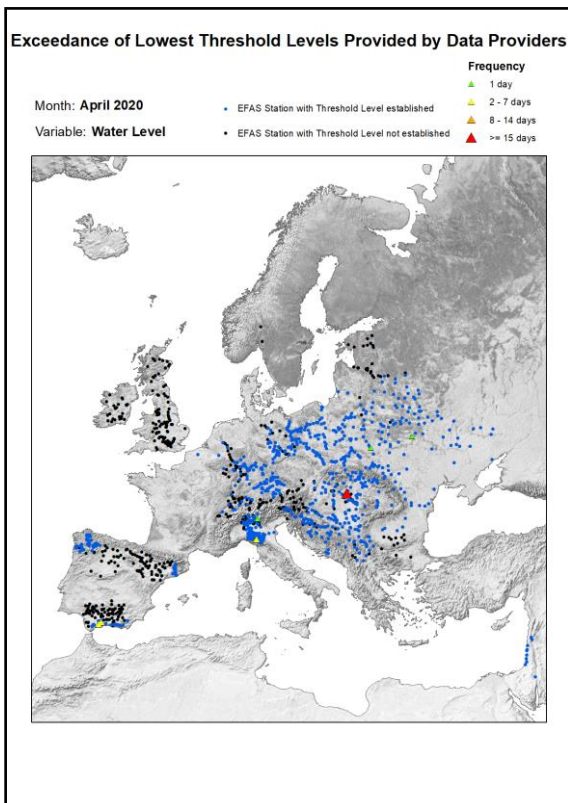 Exceedance of Lowest Threshold Levels Provided by Data Providers
Frequency
1 day
2 - 7 days
8 - 14 days
>= 15 days
Month: April 2020
Variable: Water Level
EFAS Station with Threshold Level established
EFAS Station with Threshold Level not established